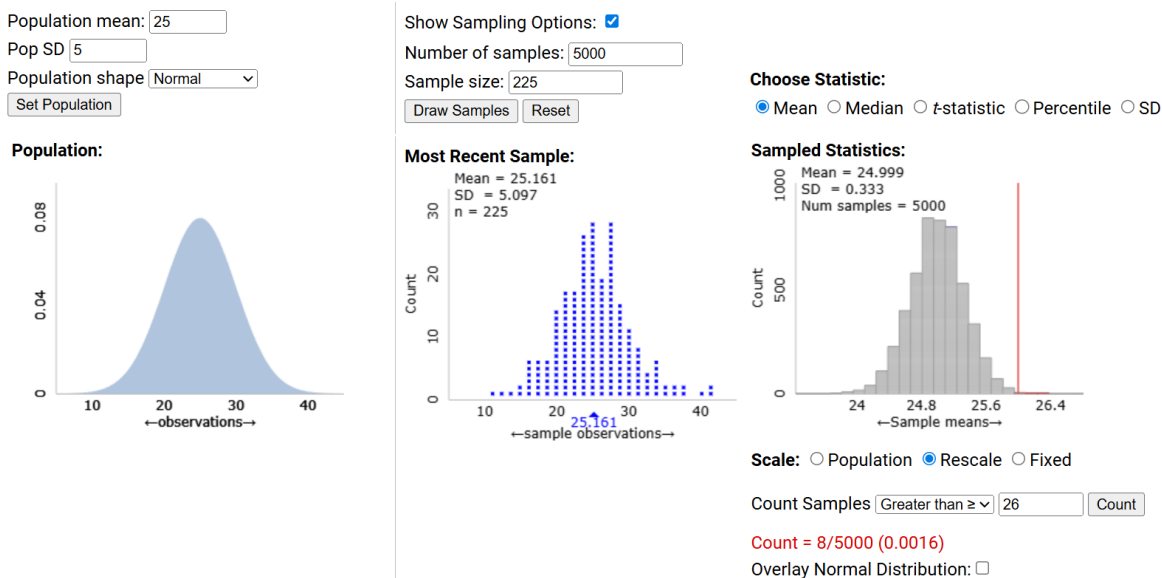 Population mean: 25
Pop SD 5
Population shape Normal
Set Population
Population:
0.08
0.04
0
10 20 30 40
←observations→
Show Sampling Options:
Number of samples: 5000
Sample size: 225
Draw Samples Reset
Most Recent Sample:
Mean = 25.161
SD = 5.097
n = 225
Count
30
20
10
0
10 20 30 40
25.161
←sample observations→
Choose Statistic:
Mean Median t-statistic Percentile SD
Sampled Statistics:
Mean = 24.999
SD = 0.333
Num samples = 5000
Count
1000
500
0
24 24.8 25.6 26.4
←Sample means→
Scale: Population Rescale Fixed
Count Samples Greater than ≥ 26 Count
Count = 8/5000 (0.0016)
Overlay Normal Distribution: